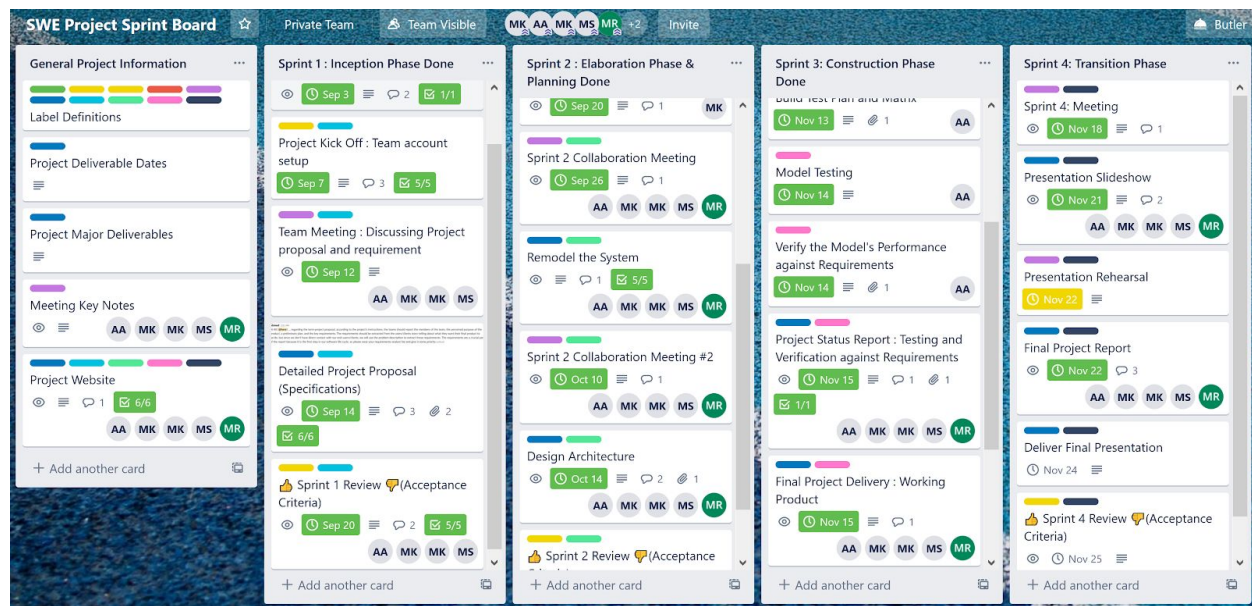 SWE Project Sprint Board
Private Team
Team Visible
MK AA MK MS MR +2
Invite
Butler
General Project Information
Label Definitions
Project Deliverable Dates
Project Major Deliverables
Meeting Key Notes
AA MK MK MS MR
Project Website
1 6/6
AA MK MK MS MR
+ Add another card
Sprint 1 : Inception Phase Done
Sep 3 2 1/1
Project Kick Off : Team account
setup
Sep 7 3 5/5
Team Meeting : Discussing Project
proposal and requirement
Sep 12
AA MK MK MS
Detailed Project Proposal
(Specifications)
Sep 14 3 2
6/6
👍 Sprint 1 Review 👎(Acceptance
Criteria)
Sep 20 2 5/5
AA MK MK MS
+ Add another card
Sprint 2 : Elaboration Phase &
Planning Done
Sep 20 1 MK
Sprint 2 Collaboration Meeting
Sep 26 1
AA MK MK MS MR
Remodel the System
1 5/5
AA MK MK MS MR
Sprint 2 Collaboration Meeting #2
Oct 10 1
AA MK MK MS MR
Design Architecture
Oct 14 2 1
AA MK MK MS MR
👍 Sprint 2 Review 👎(Acceptance
+ Add another card
Sprint 3: Construction Phase
Done
Build Test Plan and Matrix
Nov 13 1 AA
Model Testing
Nov 14 AA
Verify the Model's Performance
against Requirements
Nov 14 1 AA
Project Status Report : Testing and
Verification against Requirements
Nov 15 1 1
1/1
AA MK MK MS MR
Final Project Delivery : Working
Product
Nov 15 1
AA MK MK MS MR
+ Add another card
Sprint 4: Transition Phase
Sprint 4: Meeting
Nov 18 1
Presentation Slideshow
Nov 21 2
AA MK MK MS MR
Presentation Rehearsal
Nov 22
Final Project Report
Nov 22 3
AA MK MK MS MR
Deliver Final Presentation
Nov 24
👍 Sprint 4 Review 👎(Acceptance
Criteria)
Nov 25
+ Add another card